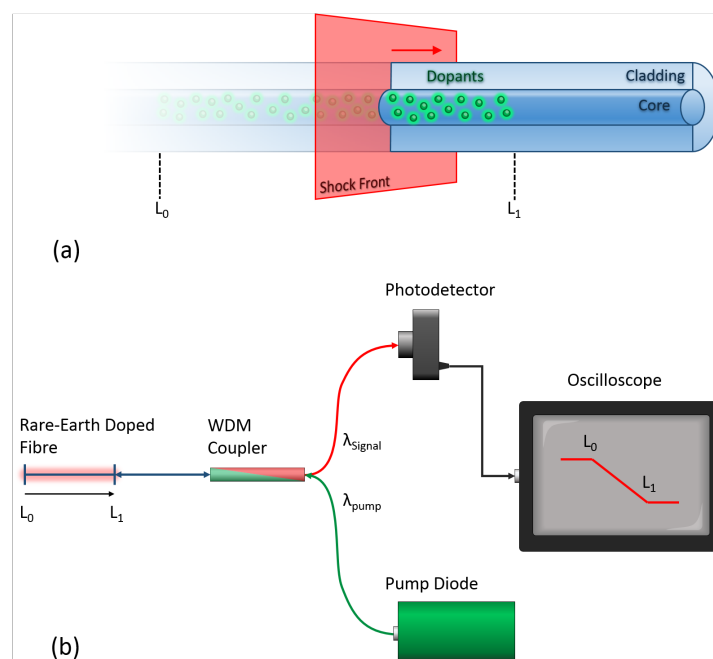 Dopants
Cladding
Core
Shock Front
L₀
L₁
(a)
Photodetector
Oscilloscope
Rare-Earth Doped
Fibre
WDM
Coupler
λSignal
L₀
L₁
L₀
L₁
λpump
Pump Diode
(b)